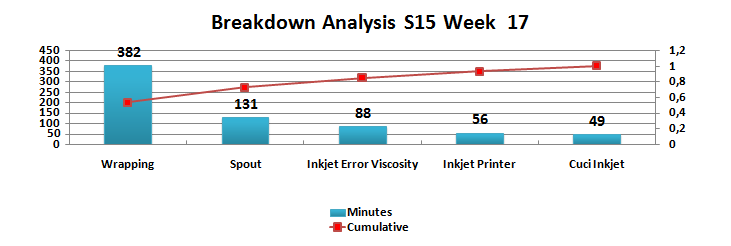 Breakdown Analysis S15 Week 17
450 382 1,2
400
350 1
300 0,8
250
200 131 0,6
150 88 56 49 0,4
100 0,2
50
0 0
Wrapping Spout Inkjet Error Viscosity Inkjet Printer Cuci Inkjet
Minutes
Cumulative